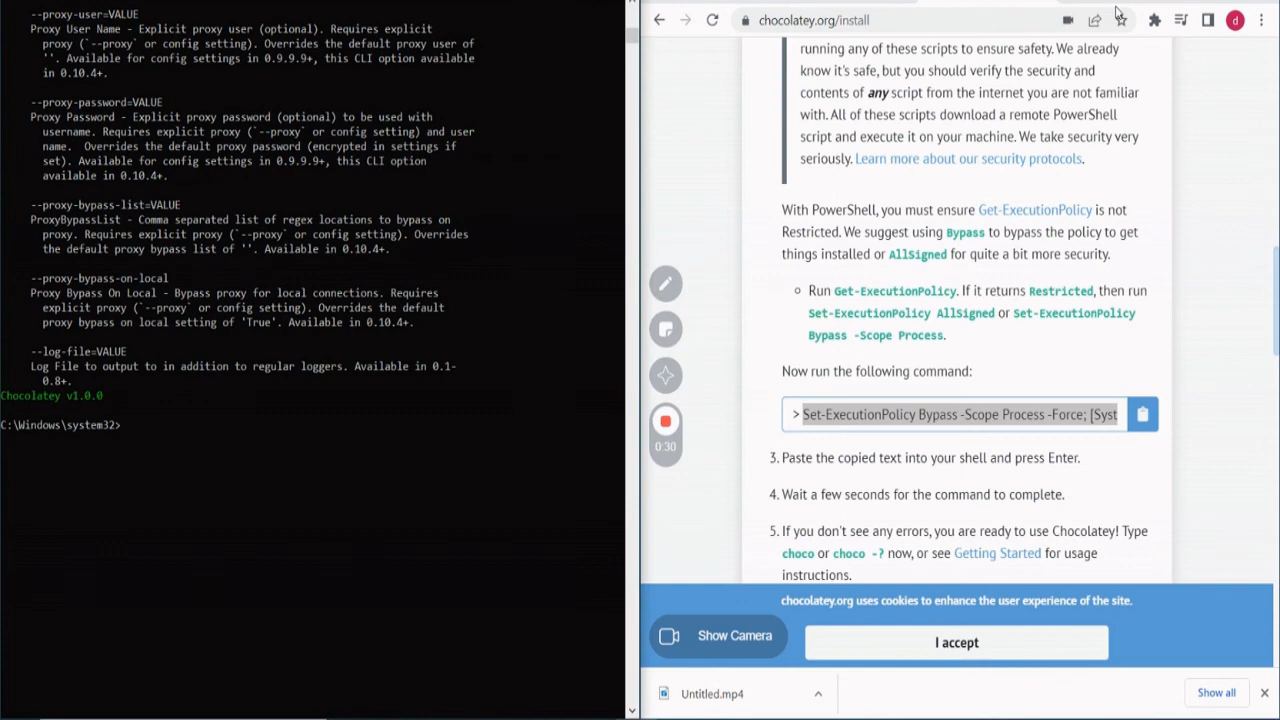 --proxy-user=VALUE
Proxy User Name - Explicit proxy user (optional). Requires explicit
proxy (`--proxy` or config setting). Overrides the default proxy user of
''. Available for config settings in 0.9.9.9+, this CLI option available
in 0.10.4+.
--proxy-password=VALUE
Proxy Password - Explicit proxy password (optional) to be used with
username. Requires explicit proxy (`--proxy` or config setting) and user
name.  Overrides the default proxy password (encrypted in settings if
set). Available for config settings in 0.9.9.9+, this CLI option
available in 0.10.4+.
--proxy-bypass-list=VALUE
ProxyBypassList - Comma separated list of regex locations to bypass on
proxy. Requires explicit proxy (`--proxy` or config setting). Overrides
the default proxy bypass list of ''. Available in 0.10.4+.
--proxy-bypass-on-local
Proxy Bypass On Local - Bypass proxy for local connections. Requires
explicit proxy (`--proxy` or config setting). Overrides the default
proxy bypass on local setting of 'True'. Available in 0.10.4+.
--log-file=VALUE
Log File to output to in addition to regular loggers. Available in 0.1-
0.8+.
Chocolatey v1.0.0
C:\Windows\system32>
chocolatey.org/install
d
running any of these scripts to ensure safety. We already
know it's safe, but you should verify the security and
contents of any script from the internet you are not familiar
with. All of these scripts download a remote PowerShell
script and execute it on your machine. We take security very
seriously. Learn more about our security protocols.
With PowerShell, you must ensure Get-ExecutionPolicy is not
Restricted. We suggest using Bypass to bypass the policy to get
things installed or AllSigned for quite a bit more security.
Run Get-ExecutionPolicy. If it returns Restricted, then run
Set-ExecutionPolicy AllSigned or Set-ExecutionPolicy
Bypass -Scope Process.
Now run the following command:
> Set-ExecutionPolicy Bypass -Scope Process -Force; [Syst
0:30
3. Paste the copied text into your shell and press Enter.
4. Wait a few seconds for the command to complete.
5. If you don't see any errors, you are ready to use Chocolatey! Type
choco or choco -? now, or see Getting Started for usage
instructions.
chocolatey.org uses cookies to enhance the user experience of the site.
Show Camera
I accept
Untitled.mp4
Show all